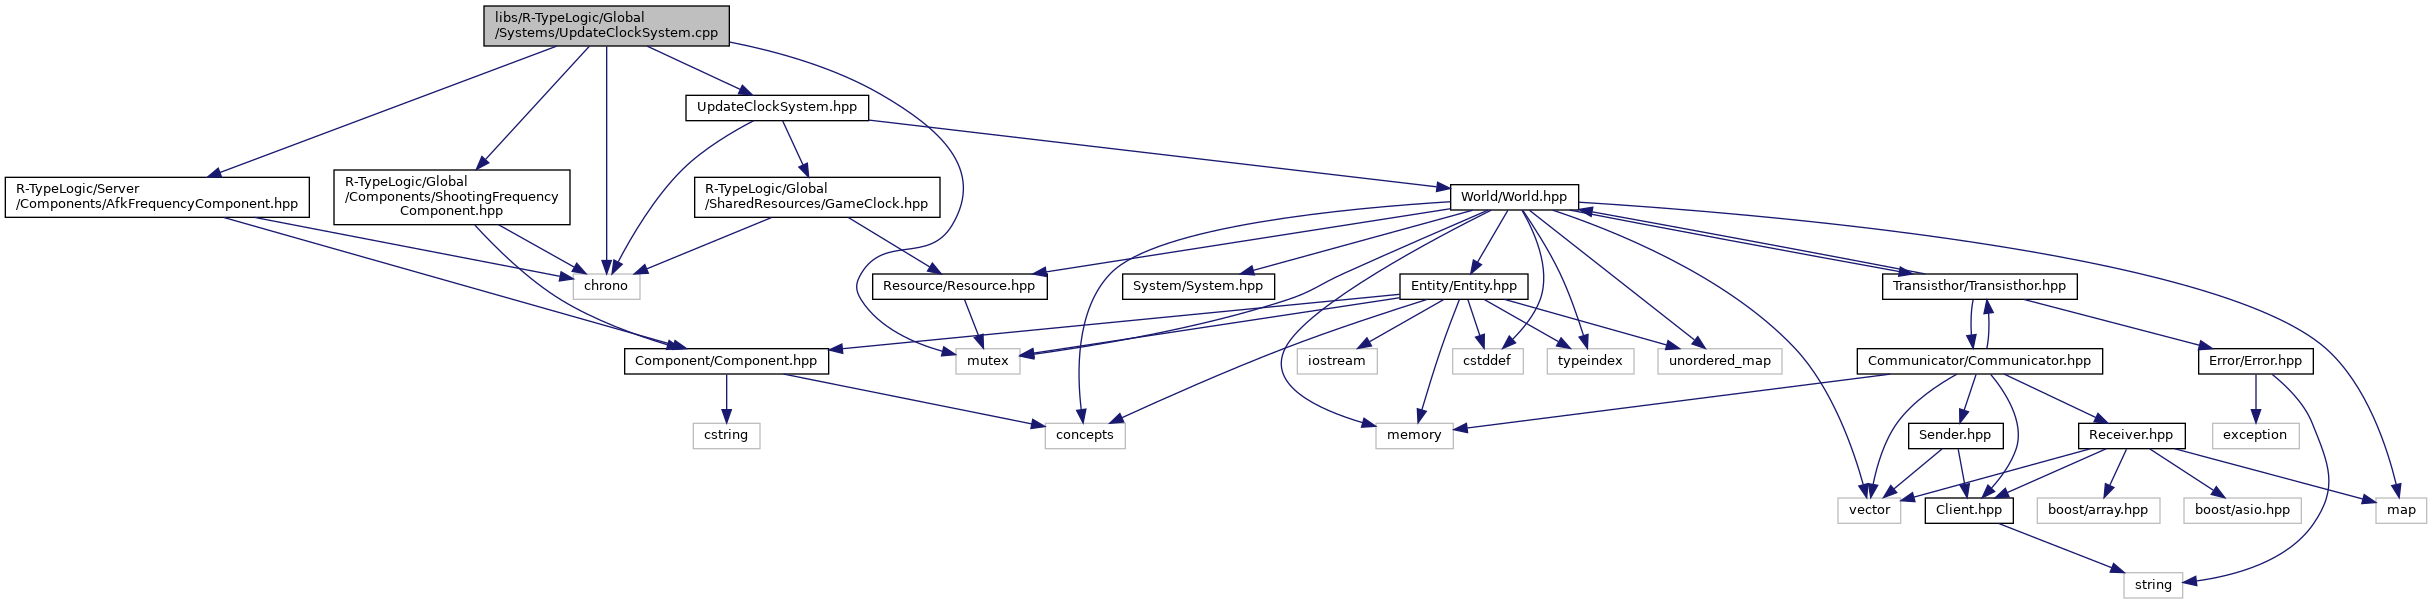 libs/R-TypeLogic/Global
/Systems/UpdateClockSystem.cpp
UpdateClockSystem.hpp
R-TypeLogic/Server
/Components/AfkFrequencyComponent.hpp
R-TypeLogic/Global
/Components/ShootingFrequency
Component.hpp
R-TypeLogic/Global
/SharedResources/GameClock.hpp
World/World.hpp
chrono
Resource/Resource.hpp
System/System.hpp
Entity/Entity.hpp
Transisthor/Transisthor.hpp
Component/Component.hpp
mutex
iostream
cstddef
typeindex
unordered_map
Communicator/Communicator.hpp
Error/Error.hpp
cstring
concepts
memory
Sender.hpp
Receiver.hpp
exception
vector
Client.hpp
boost/array.hpp
boost/asio.hpp
map
string